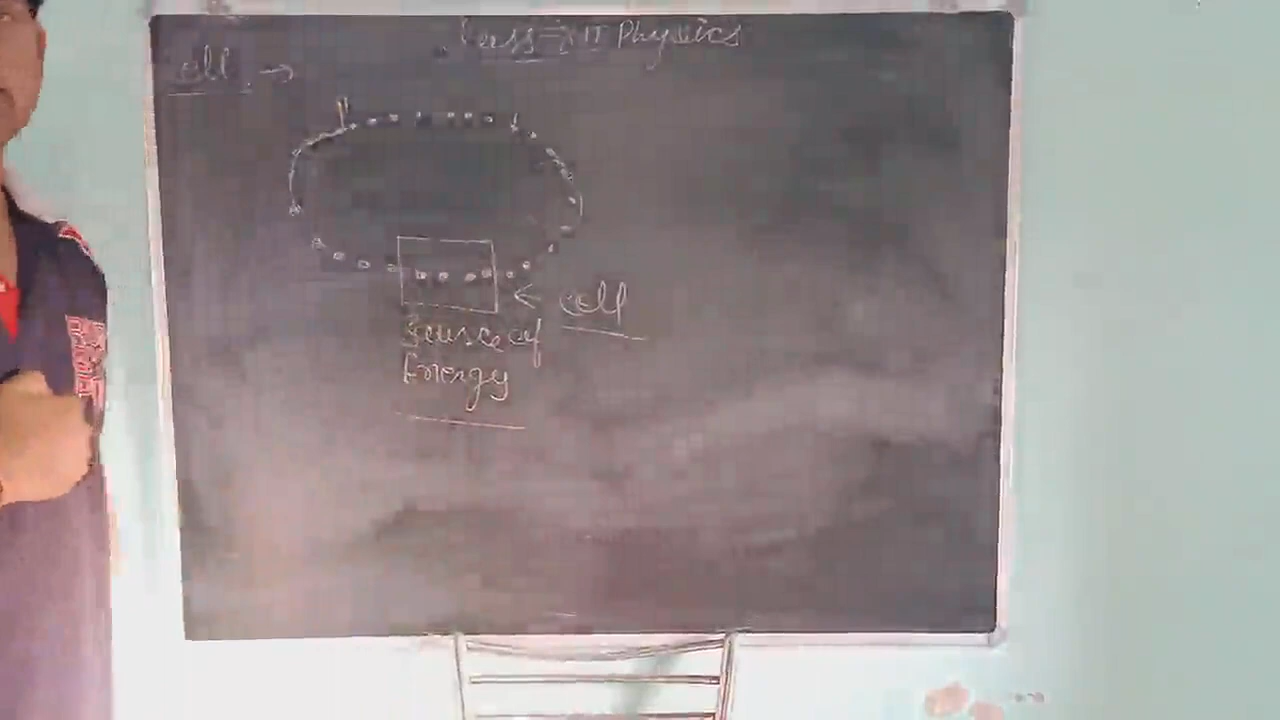 Class-XII Physics
Cell →
← Cell
Source of
Energy